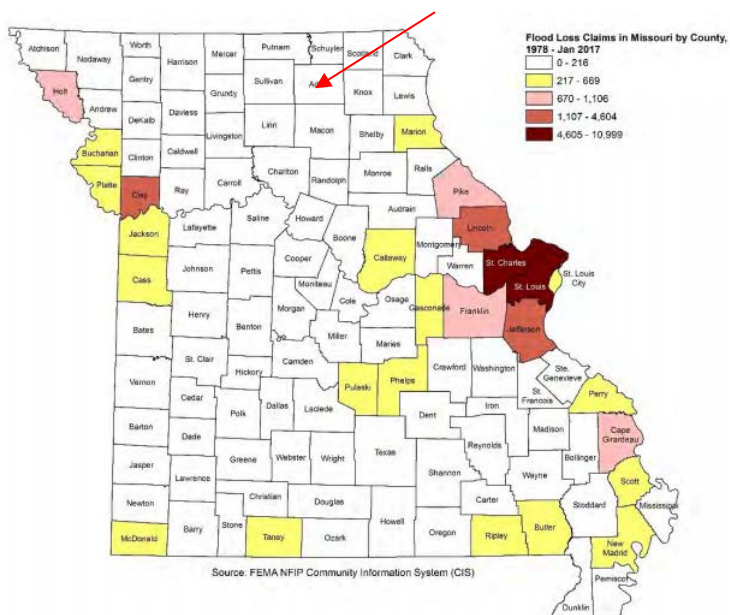 Flood Loss Claims in Missouri by County,
1978 - Jan 2017
0 - 216
217 - 669
670 - 1,106
1,107 - 4,604
4,605 - 10,999
Atchison
Nodaway
Worth
Harrison
Mercer
Putnam
Schuyler
Scotland
Clark
Gentry
Sullivan
Holt
Grundy
Knox
Lewis
Andrew
DeKalb
Daviess
Livingston
Linn
Macon
Shelby
Marion
Buchanan
Clinton
Caldwell
Chariton
Randolph
Monroe
Ralls
Platte
Clay
Ray
Carroll
Pike
Audrain
Jackson
Lafayette
Saline
Howard
Boone
Callaway
Montgomery
Lincoln
Warren
St. Charles
St. Louis
City
St. Louis
Cass
Johnson
Pettis
Cooper
Moniteau
Cole
Osage
Gasconade
Franklin
Jefferson
Bates
Henry
Benton
Morgan
Miller
Maries
St. Clair
Hickory
Camden
Pulaski
Phelps
Crawford
Washington
Ste.
Genevieve
St.
Francois
Perry
Vernon
Cedar
Polk
Dallas
Laclede
Dent
Iron
Madison
Cape
Girardeau
Barton
Dade
Greene
Webster
Wright
Texas
Reynolds
Bollinger
Jasper
Lawrence
Shannon
Wayne
Scott
Newton
Christian
Douglas
Carter
Stoddard
Mississippi
McDonald
Barry
Stone
Taney
Ozark
Howell
Oregon
Ripley
Butler
New
Madrid
Pemiscot
Dunklin
Source: FEMA NFIP Community Information System (CIS)